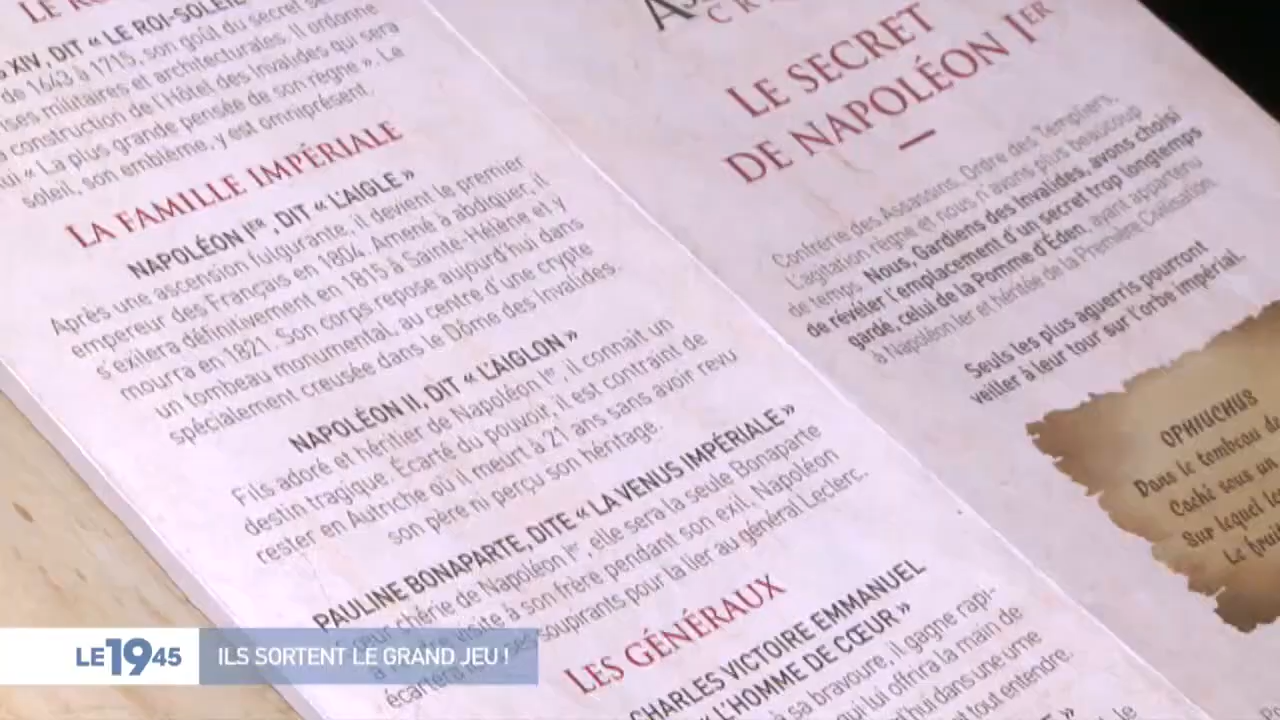 LE RO
S XIV, DIT « LE ROI-SOLEIL
de 1643 à 1715, son goût du secret se
ises militaires et architecturales. Il ordonne
construction de l'Hôtel des Invalides qui sera
ui « La plus grande pensée de son règne ». Le
soleil, son emblème, y est omniprésent.
LA FAMILLE IMPÉRIALE
NAPOLÉON Ier, DIT « L'AIGLE »
Après une ascension fulgurante, il devient le premier
empereur des Français en 1804. Amené à abdiquer, il
s'exilera définitivement en 1815 à Sainte-Hélène et y
mourra en 1821. Son corps repose aujourd'hui dans
un tombeau monumental, au centre d'une crypte
spécialement creusée dans le Dôme des Invalides.
NAPOLÉON II, DIT « L'AIGLON »
Fils adoré et héritier de Napoléon Ier, il connaît un
destin tragique. Écarté du pouvoir, il est contraint de
rester en Autriche où il meurt à 21 ans sans avoir revu
son père ni perçu son héritage.
PAULINE BONAPARTE, DITE « LA VENUS IMPÉRIALE »
sœur chérie de Napoléon Ier, elle sera la seule Bonaparte
à visite à son frère pendant son exil. Napoléon
écartera soupirants pour la lier au général Leclerc.
LES GÉNÉRAUX
CHARLES VICTOIRE EMMANUEL
« L'HOMME DE CŒUR »
à sa bravoure, il gagne rapi-
qui lui offrira la main de
d'hui dans une urne
tout entendre.
LE SECRET
DE NAPOLÉON IER
Confrérie des Assassins, Ordre des Templiers,
L'agitation règne et nous n'avons plus beaucoup
de temps. Nous, Gardiens des Invalides, avons choisi
de révéler l'emplacement d'un secret trop longtemps
gardé, celui de la Pomme d'Éden, ayant appartenu
à Napoléon Ier et héritée de la Première Civilisation.
Seuls les plus aguerris pourront
veiller à leur tour sur l'orbe impérial.
OPHIUCHUS
Dans le tombeau de
Caché sous un
Sur lequel
Le frui
LE 19 45
ILS SORTENT LE GRAND JEU !